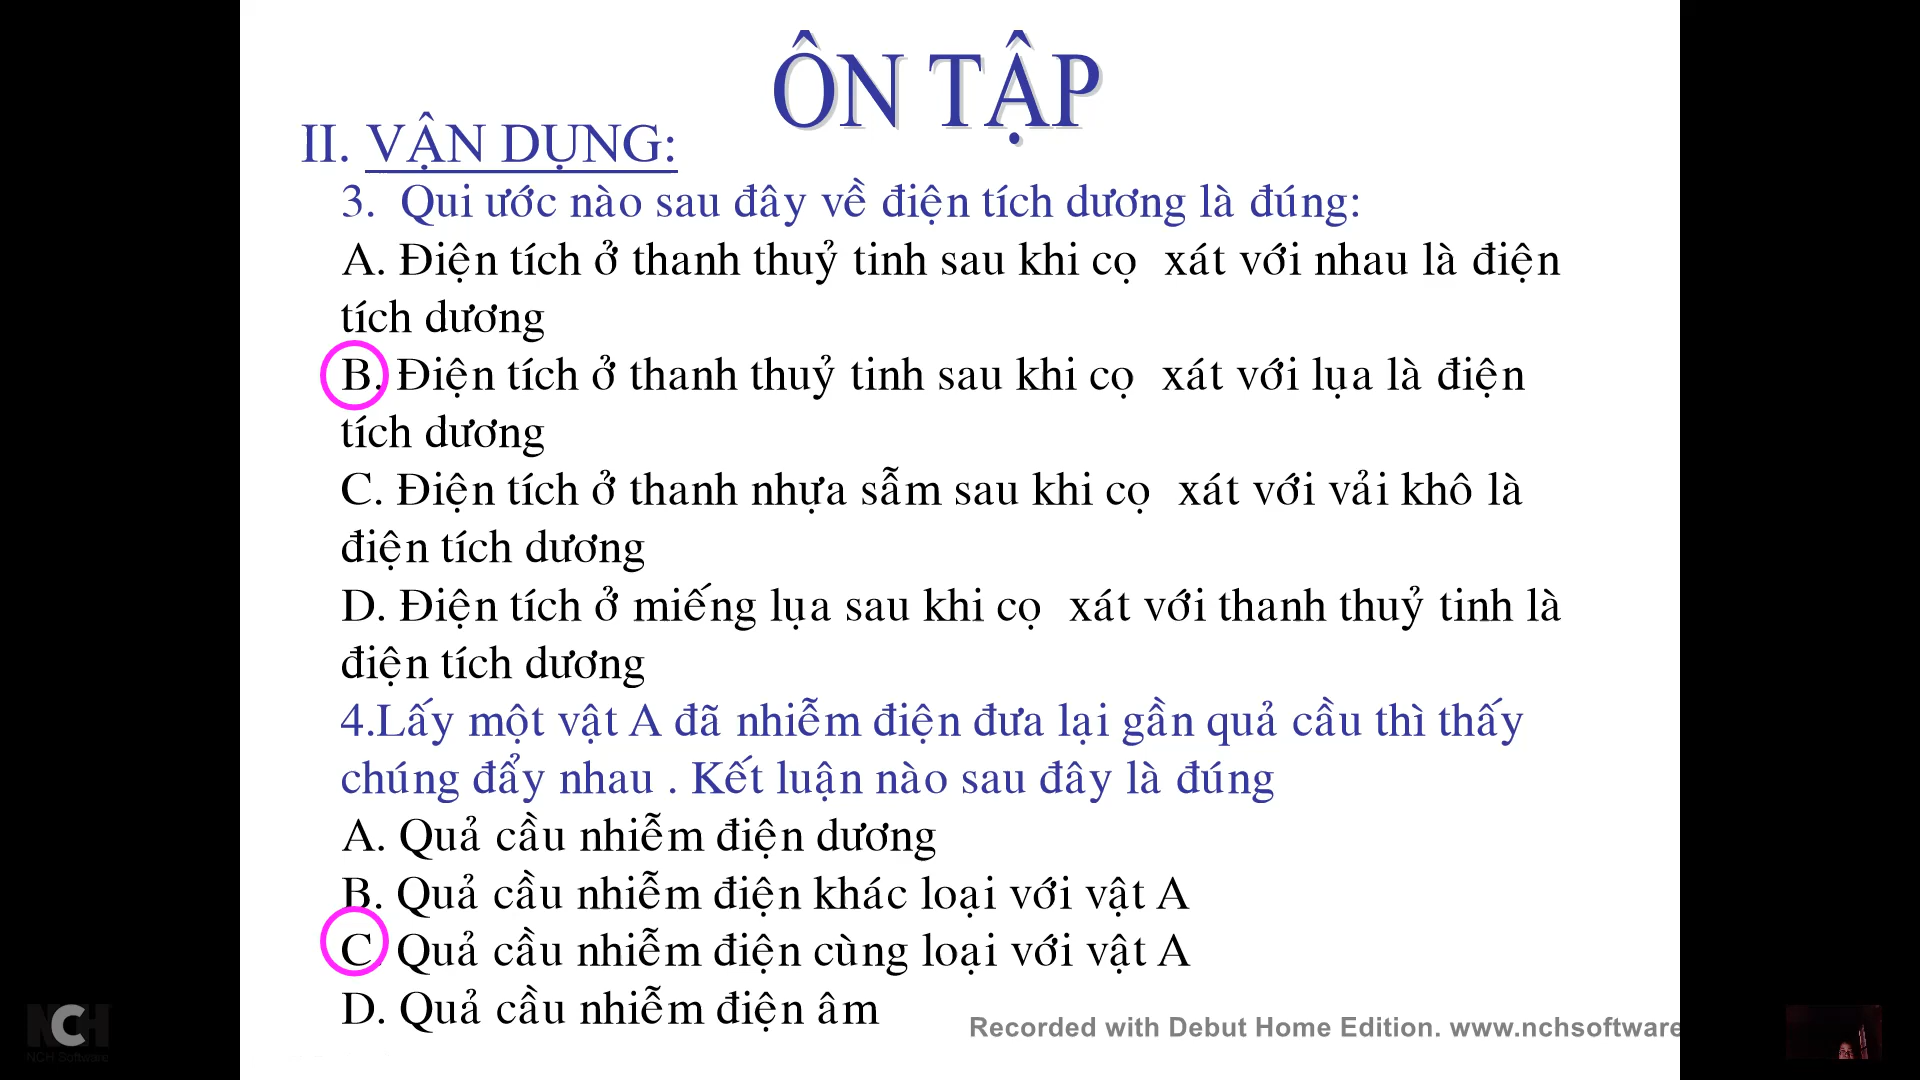 ÔN TẬP
II. VẬN DỤNG:
3. Qui ước nào sau đây về điện tích dương là đúng:
A. Điện tích ở thanh thuỷ tinh sau khi cọ xát với nhau là điện
tích dương
B. Điện tích ở thanh thuỷ tinh sau khi cọ xát với lụa là điện
tích dương
C. Điện tích ở thanh nhựa sẫm sau khi cọ xát với vải khô là
điện tích dương
D. Điện tích ở miếng lụa sau khi cọ xát với thanh thuỷ tinh là
điện tích dương
4.Lấy một vật A đã nhiễm điện đưa lại gần quả cầu thì thấy
chúng đẩy nhau . Kết luận nào sau đây là đúng
A. Quả cầu nhiễm điện dương
B. Quả cầu nhiễm điện khác loại với vật A
C. Quả cầu nhiễm điện cùng loại với vật A
D. Quả cầu nhiễm điện âm
Recorded with Debut Home Edition. www.nchsoftware
NCH
NCH Software